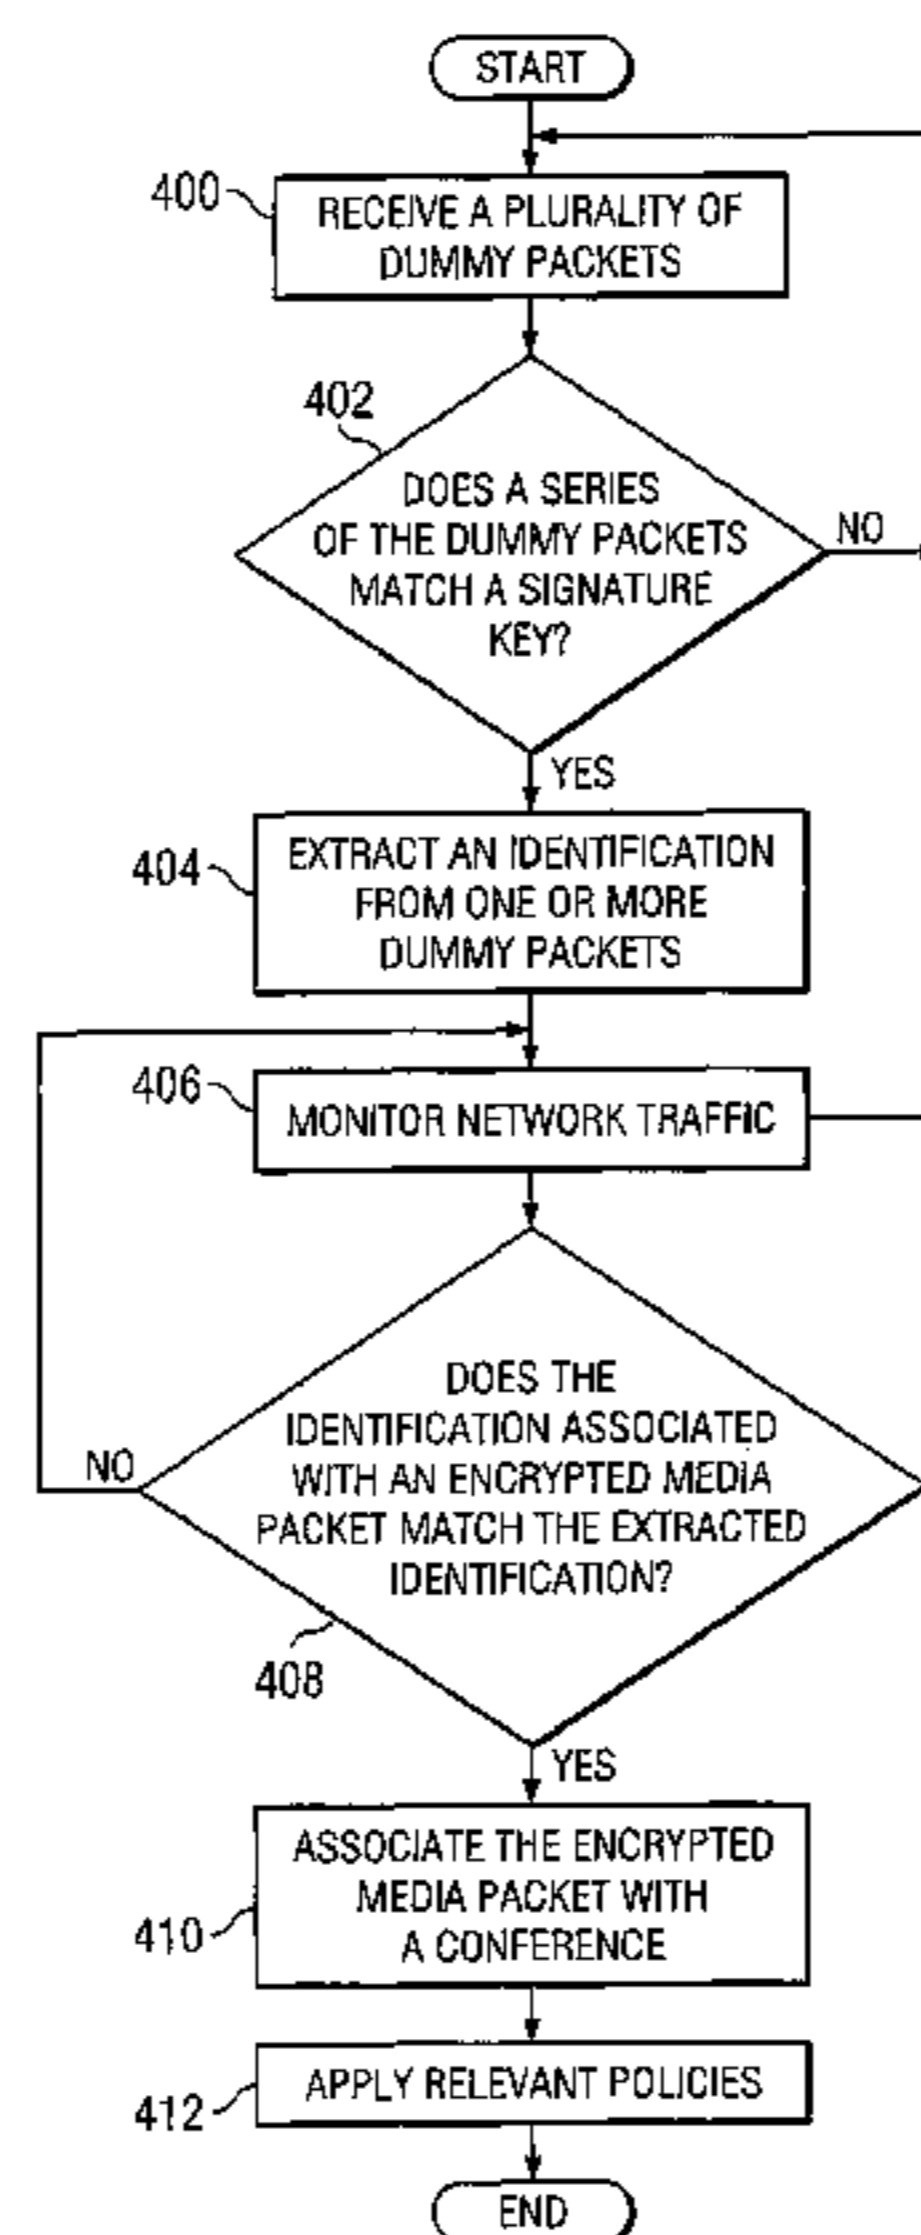 START
400
RECEIVE A PLURALITY OF
DUMMY PACKETS
402
DOES A SERIES
OF THE DUMMY PACKETS
MATCH A SIGNATURE
KEY?
NO
YES
404
EXTRACT AN IDENTIFICATION
FROM ONE OR MORE
DUMMY PACKETS
406
MONITOR NETWORK TRAFFIC
DOES THE
IDENTIFICATION ASSOCIATED
WITH AN ENCRYPTED MEDIA
PACKET MATCH THE EXTRACTED
IDENTIFICATION?
NO
408
YES
ASSOCIATE THE ENCRYPTED
MEDIA PACKET WITH
A CONFERENCE
410
APPLY RELEVANT POLICIES
412
END